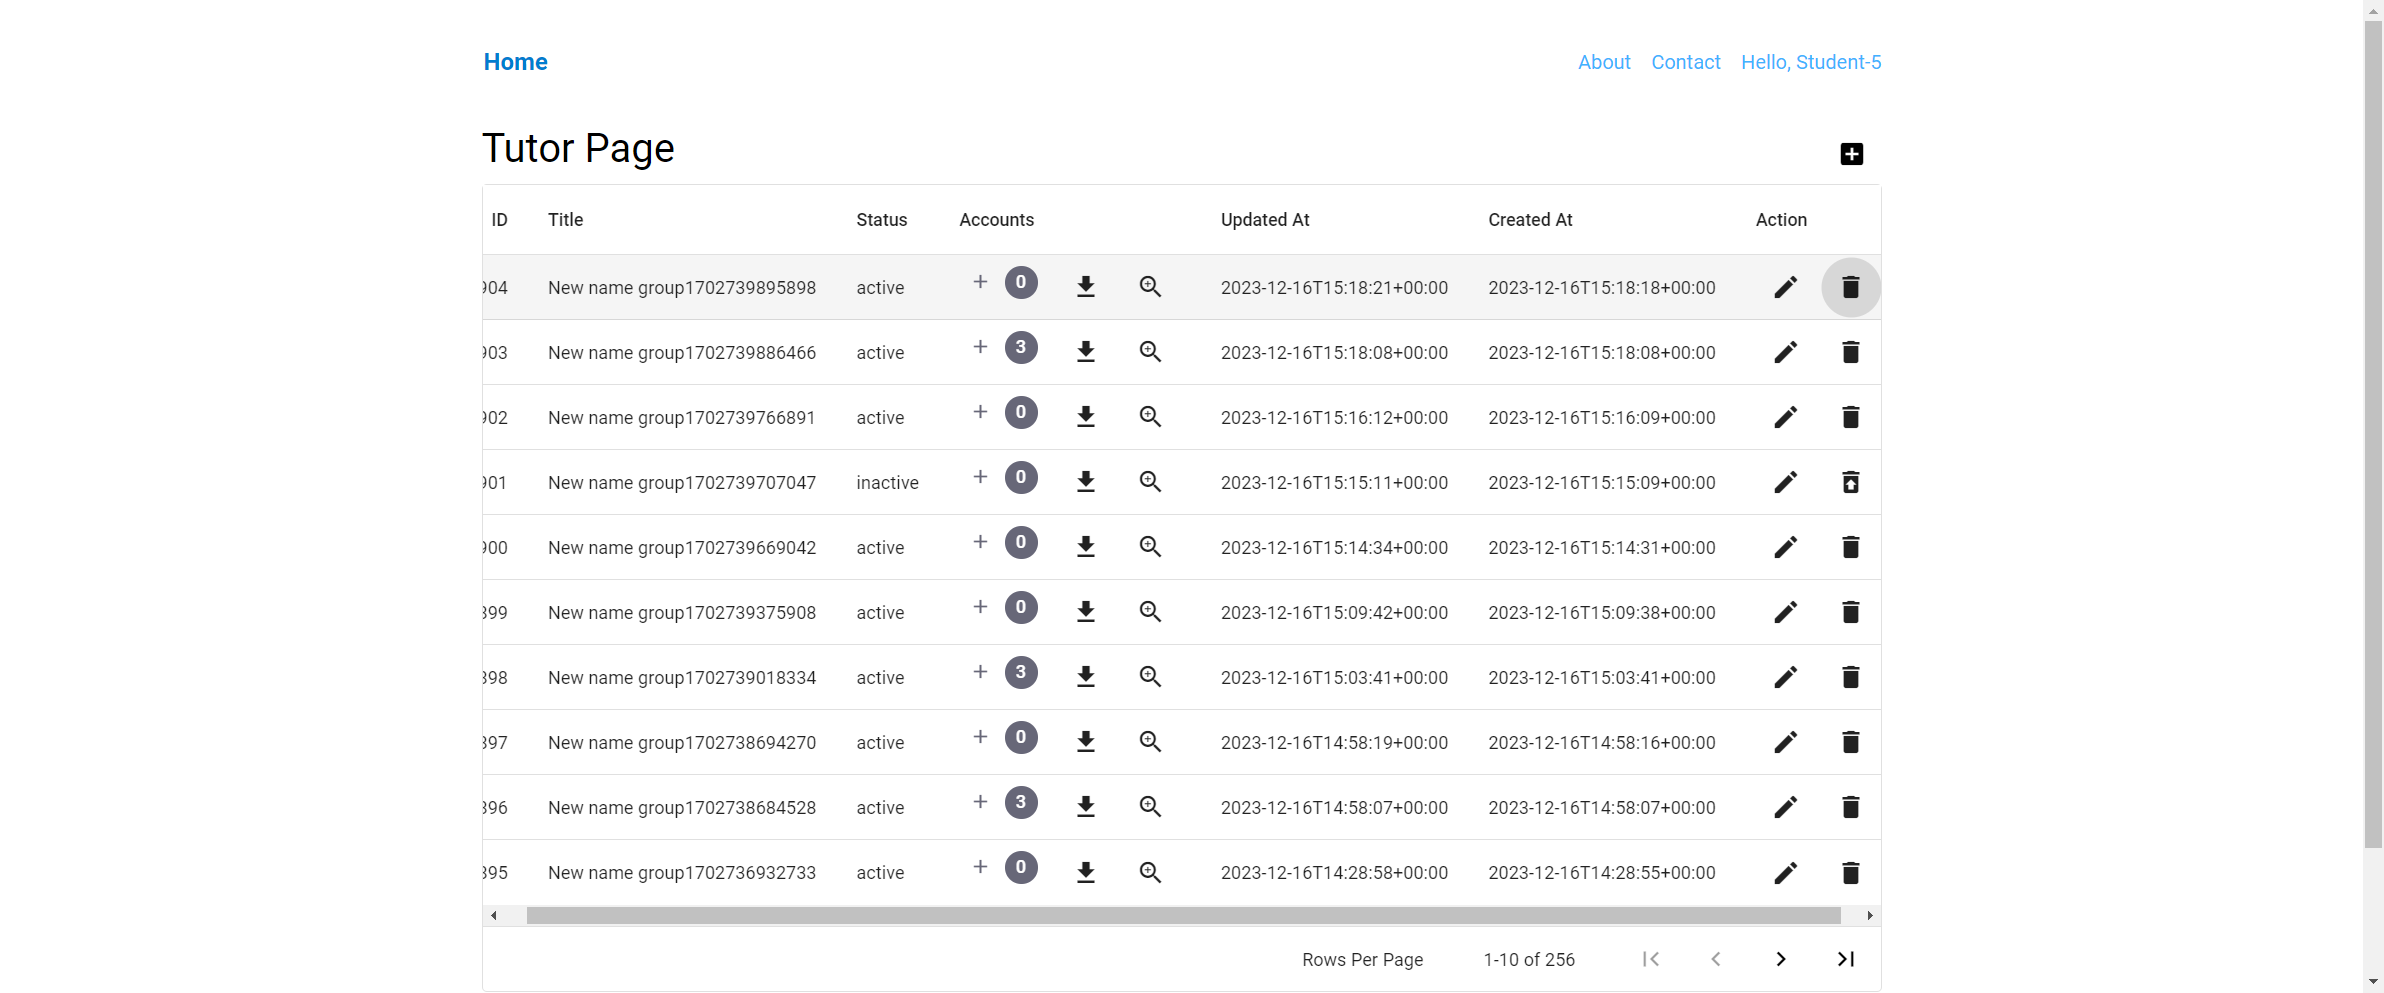 Home About Contact Hello, Student-5
Tutor Page
ID Title Status Accounts Updated At Created At Action
904 New name group1702739895898 active + 0 2023-12-16T15:18:21+00:00 2023-12-16T15:18:18+00:00
903 New name group1702739886466 active + 3 2023-12-16T15:18:08+00:00 2023-12-16T15:18:08+00:00
902 New name group1702739766891 active + 0 2023-12-16T15:16:12+00:00 2023-12-16T15:16:09+00:00
901 New name group1702739707047 inactive + 0 2023-12-16T15:15:11+00:00 2023-12-16T15:15:09+00:00
900 New name group1702739669042 active + 0 2023-12-16T15:14:34+00:00 2023-12-16T15:14:31+00:00
899 New name group1702739375908 active + 0 2023-12-16T15:09:42+00:00 2023-12-16T15:09:38+00:00
898 New name group1702739018334 active + 3 2023-12-16T15:03:41+00:00 2023-12-16T15:03:41+00:00
897 New name group1702738694270 active + 0 2023-12-16T14:58:19+00:00 2023-12-16T14:58:16+00:00
896 New name group1702738684528 active + 3 2023-12-16T14:58:07+00:00 2023-12-16T14:58:07+00:00
895 New name group1702736932733 active + 0 2023-12-16T14:28:58+00:00 2023-12-16T14:28:55+00:00
Rows Per Page 1-10 of 256